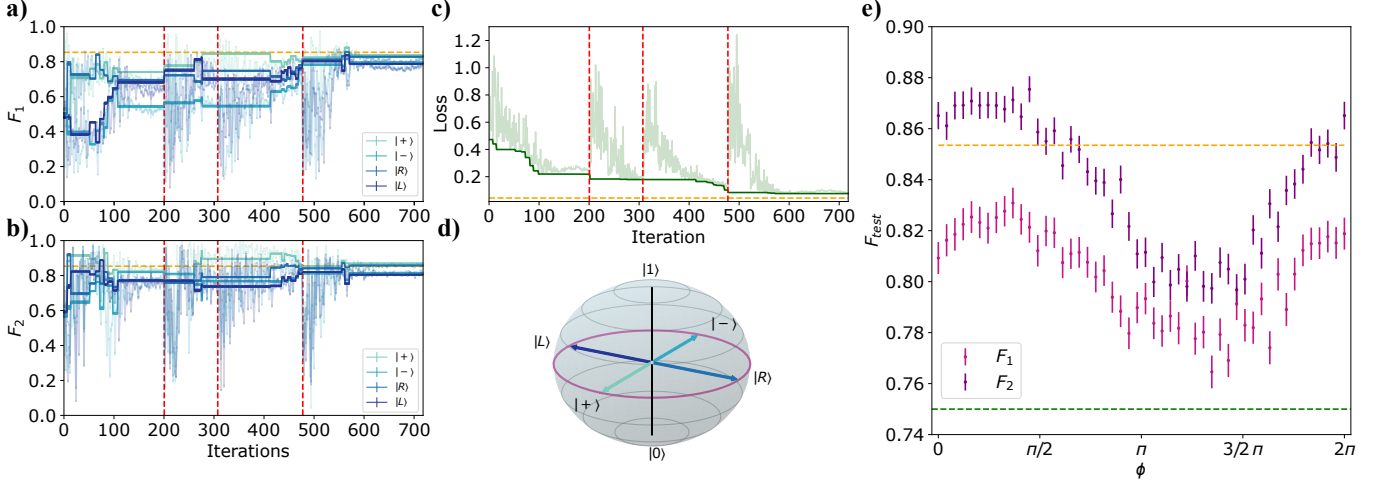 a)
1.0
0.8
0.6
0.4
0.2
0.0
F1
|+⟩
|−⟩
|R⟩
|L⟩
0 100 200 300 400 500 600 700
b)
1.0
0.8
0.6
0.4
0.2
0.0
F2
|+⟩
|−⟩
|R⟩
|L⟩
0 100 200 300 400 500 600 700
Iterations
c)
1.2
1.0
0.8
0.6
0.4
0.2
Loss
0 100 200 300 400 500 600 700
Iteration
d)
|1⟩
|−⟩
|L⟩
|R⟩
|+⟩
|0⟩
e)
0.90
0.88
0.86
0.84
0.82
0.80
0.78
0.76
0.74
Ftest
F1
F2
0 π/2 π 3/2 π 2π
ϕ